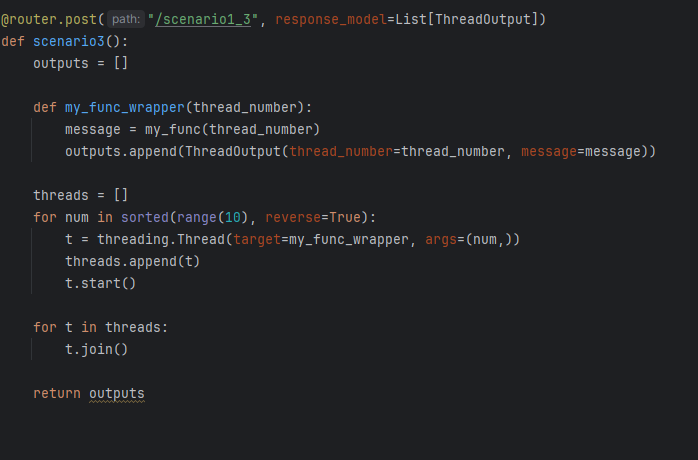 @router.post(path: "/scenario1_3", response_model=List[ThreadOutput])
def scenario3():
    outputs = []
    def my_func_wrapper(thread_number):
        message = my_func(thread_number)
        outputs.append(ThreadOutput(thread_number=thread_number, message=message))
    threads = []
    for num in sorted(range(10), reverse=True):
        t = threading.Thread(target=my_func_wrapper, args=(num,))
        threads.append(t)
        t.start()
    for t in threads:
        t.join()
    return outputs